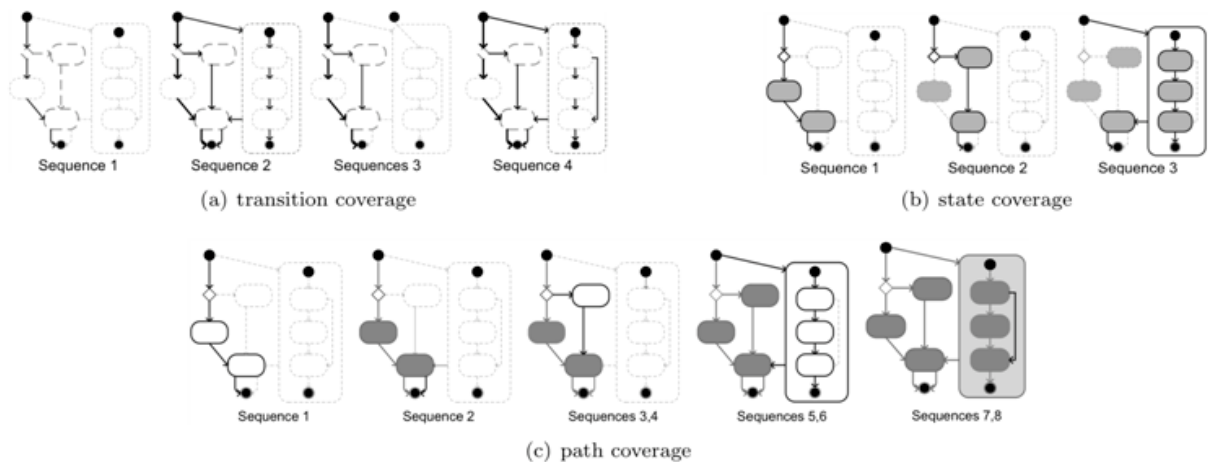 Sequence 1
Sequence 2
Sequences 3
Sequence 4
(a) transition coverage
Sequence 1
Sequence 2
Sequence 3
(b) state coverage
Sequence 1
Sequence 2
Sequences 3,4
Sequences 5,6
Sequences 7,8
(c) path coverage